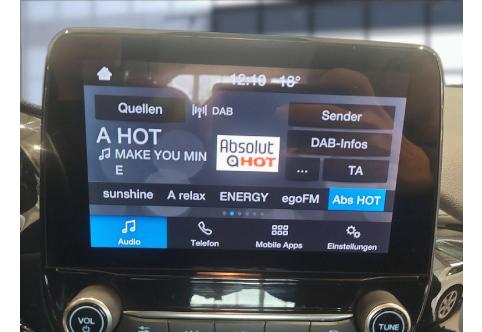 12:10 -18°
Quellen
DAB
Sender
A HOT
MAKE YOU MIN
E
Absolut
HOT
DAB-Infos
...
TA
sunshine
A relax
ENERGY
egoFM
Abs HOT
Audio
Telefon
Mobile Apps
Einstellungen
VOL
TUNE